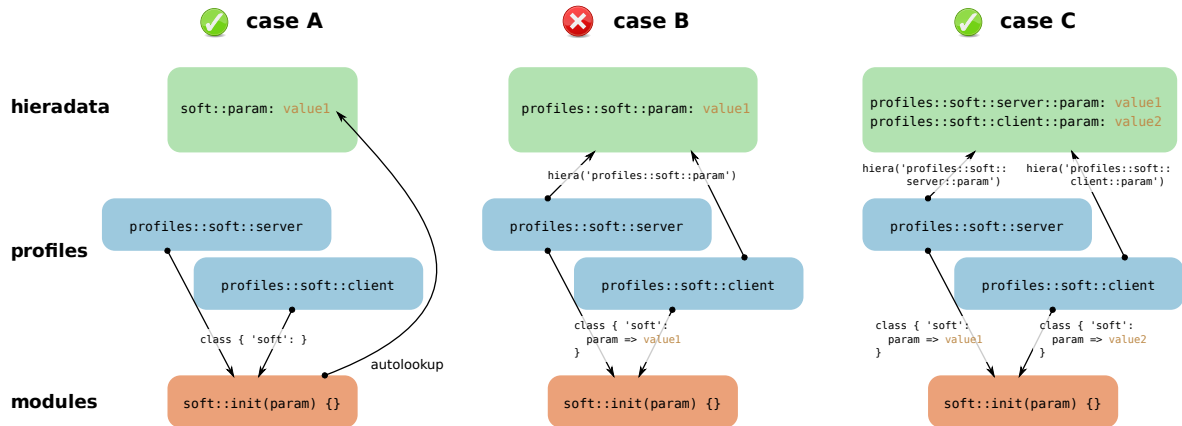 case A
case B
case C
hieradata
soft::param: value1
profiles::soft::param: value1
profiles::soft::server::param: value1
profiles::soft::client::param: value2
hiera('profiles::soft::param')
hiera('profiles::soft::
server::param')
hiera('profiles::soft::
client::param')
profiles
profiles::soft::server
profiles::soft::client
profiles::soft::server
profiles::soft::client
profiles::soft::server
profiles::soft::client
class { 'soft': }
autolookup
class { 'soft':
param => value1
}
class { 'soft':
param => value1
}
class { 'soft':
param => value2
}
modules
soft::init(param) {}
soft::init(param) {}
soft::init(param) {}